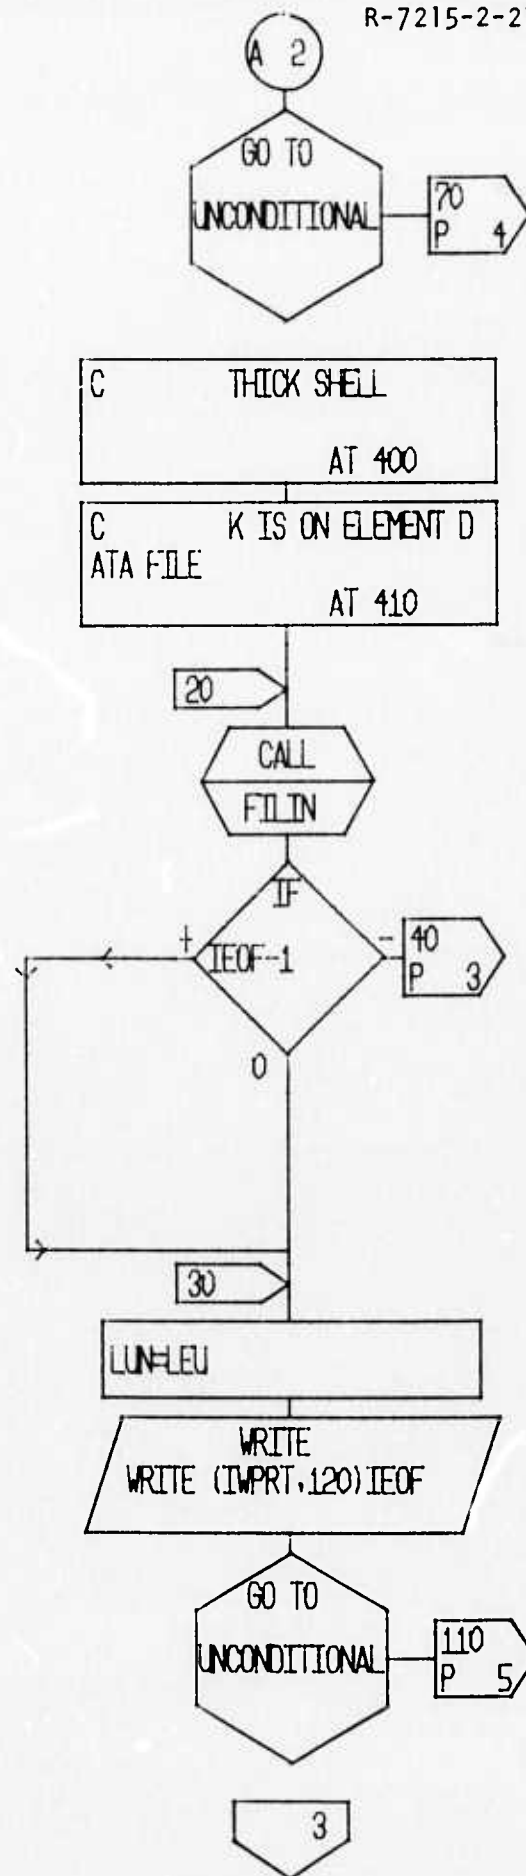 R-7215-2-2
A 2
GO TO
UNCONDITIONAL
70
P 4
C THICK SHELL
AT 400
C K IS ON ELEMENT D
ATA FILE
AT 410
20
CALL
FILIN
IF
+ IEOF-1 -
40
P 3
0
30
LUN=LEU
WRITE
WRITE (IWPRT,120)IEOF
GO TO
UNCONDITIONAL
110
P 5
3